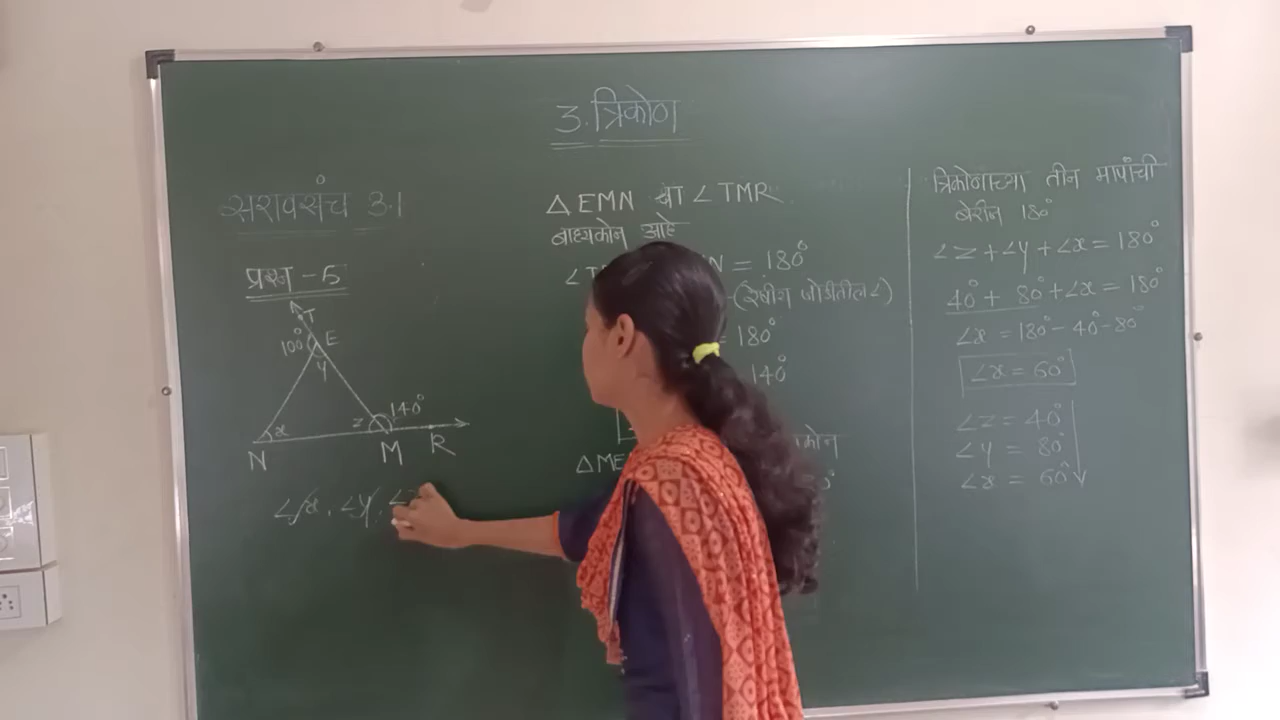 3. त्रिकोण
सरावसंच 3.1
प्रश्न - 5
T
100° E
y
z 140°
x
N M R
∠x, ∠y, ∠z
△EMN चा ∠TMR
बाह्यकोन आहे
N = 180°
(रेषीय जोडीतील ∠)
= 180°
140°
कोन
△ME
त्रिकोणाच्या तीन मापांची
बेरीज 180°
∠z + ∠y + ∠x = 180°
40° + 80° + ∠x = 180°
∠x = 180° - 40° - 80°
∠x = 60°
∠z = 40°
∠y = 80°
∠x = 60°